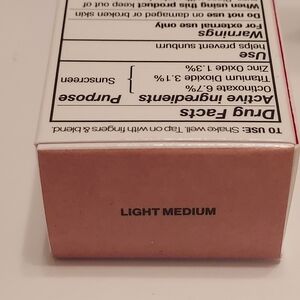 TO USE: Shake well. Tap on with fingers & blend.
Drug Facts
Active ingredients Purpose
Octinoxate 6.7%
Titanium Dioxide 3.1% Sunscreen
Zinc Oxide 1.3%
Use
helps prevent sunburn
Warnings
For external use only
Do not use on damaged or broken skin
When using this product keep out of
LIGHT MEDIUM